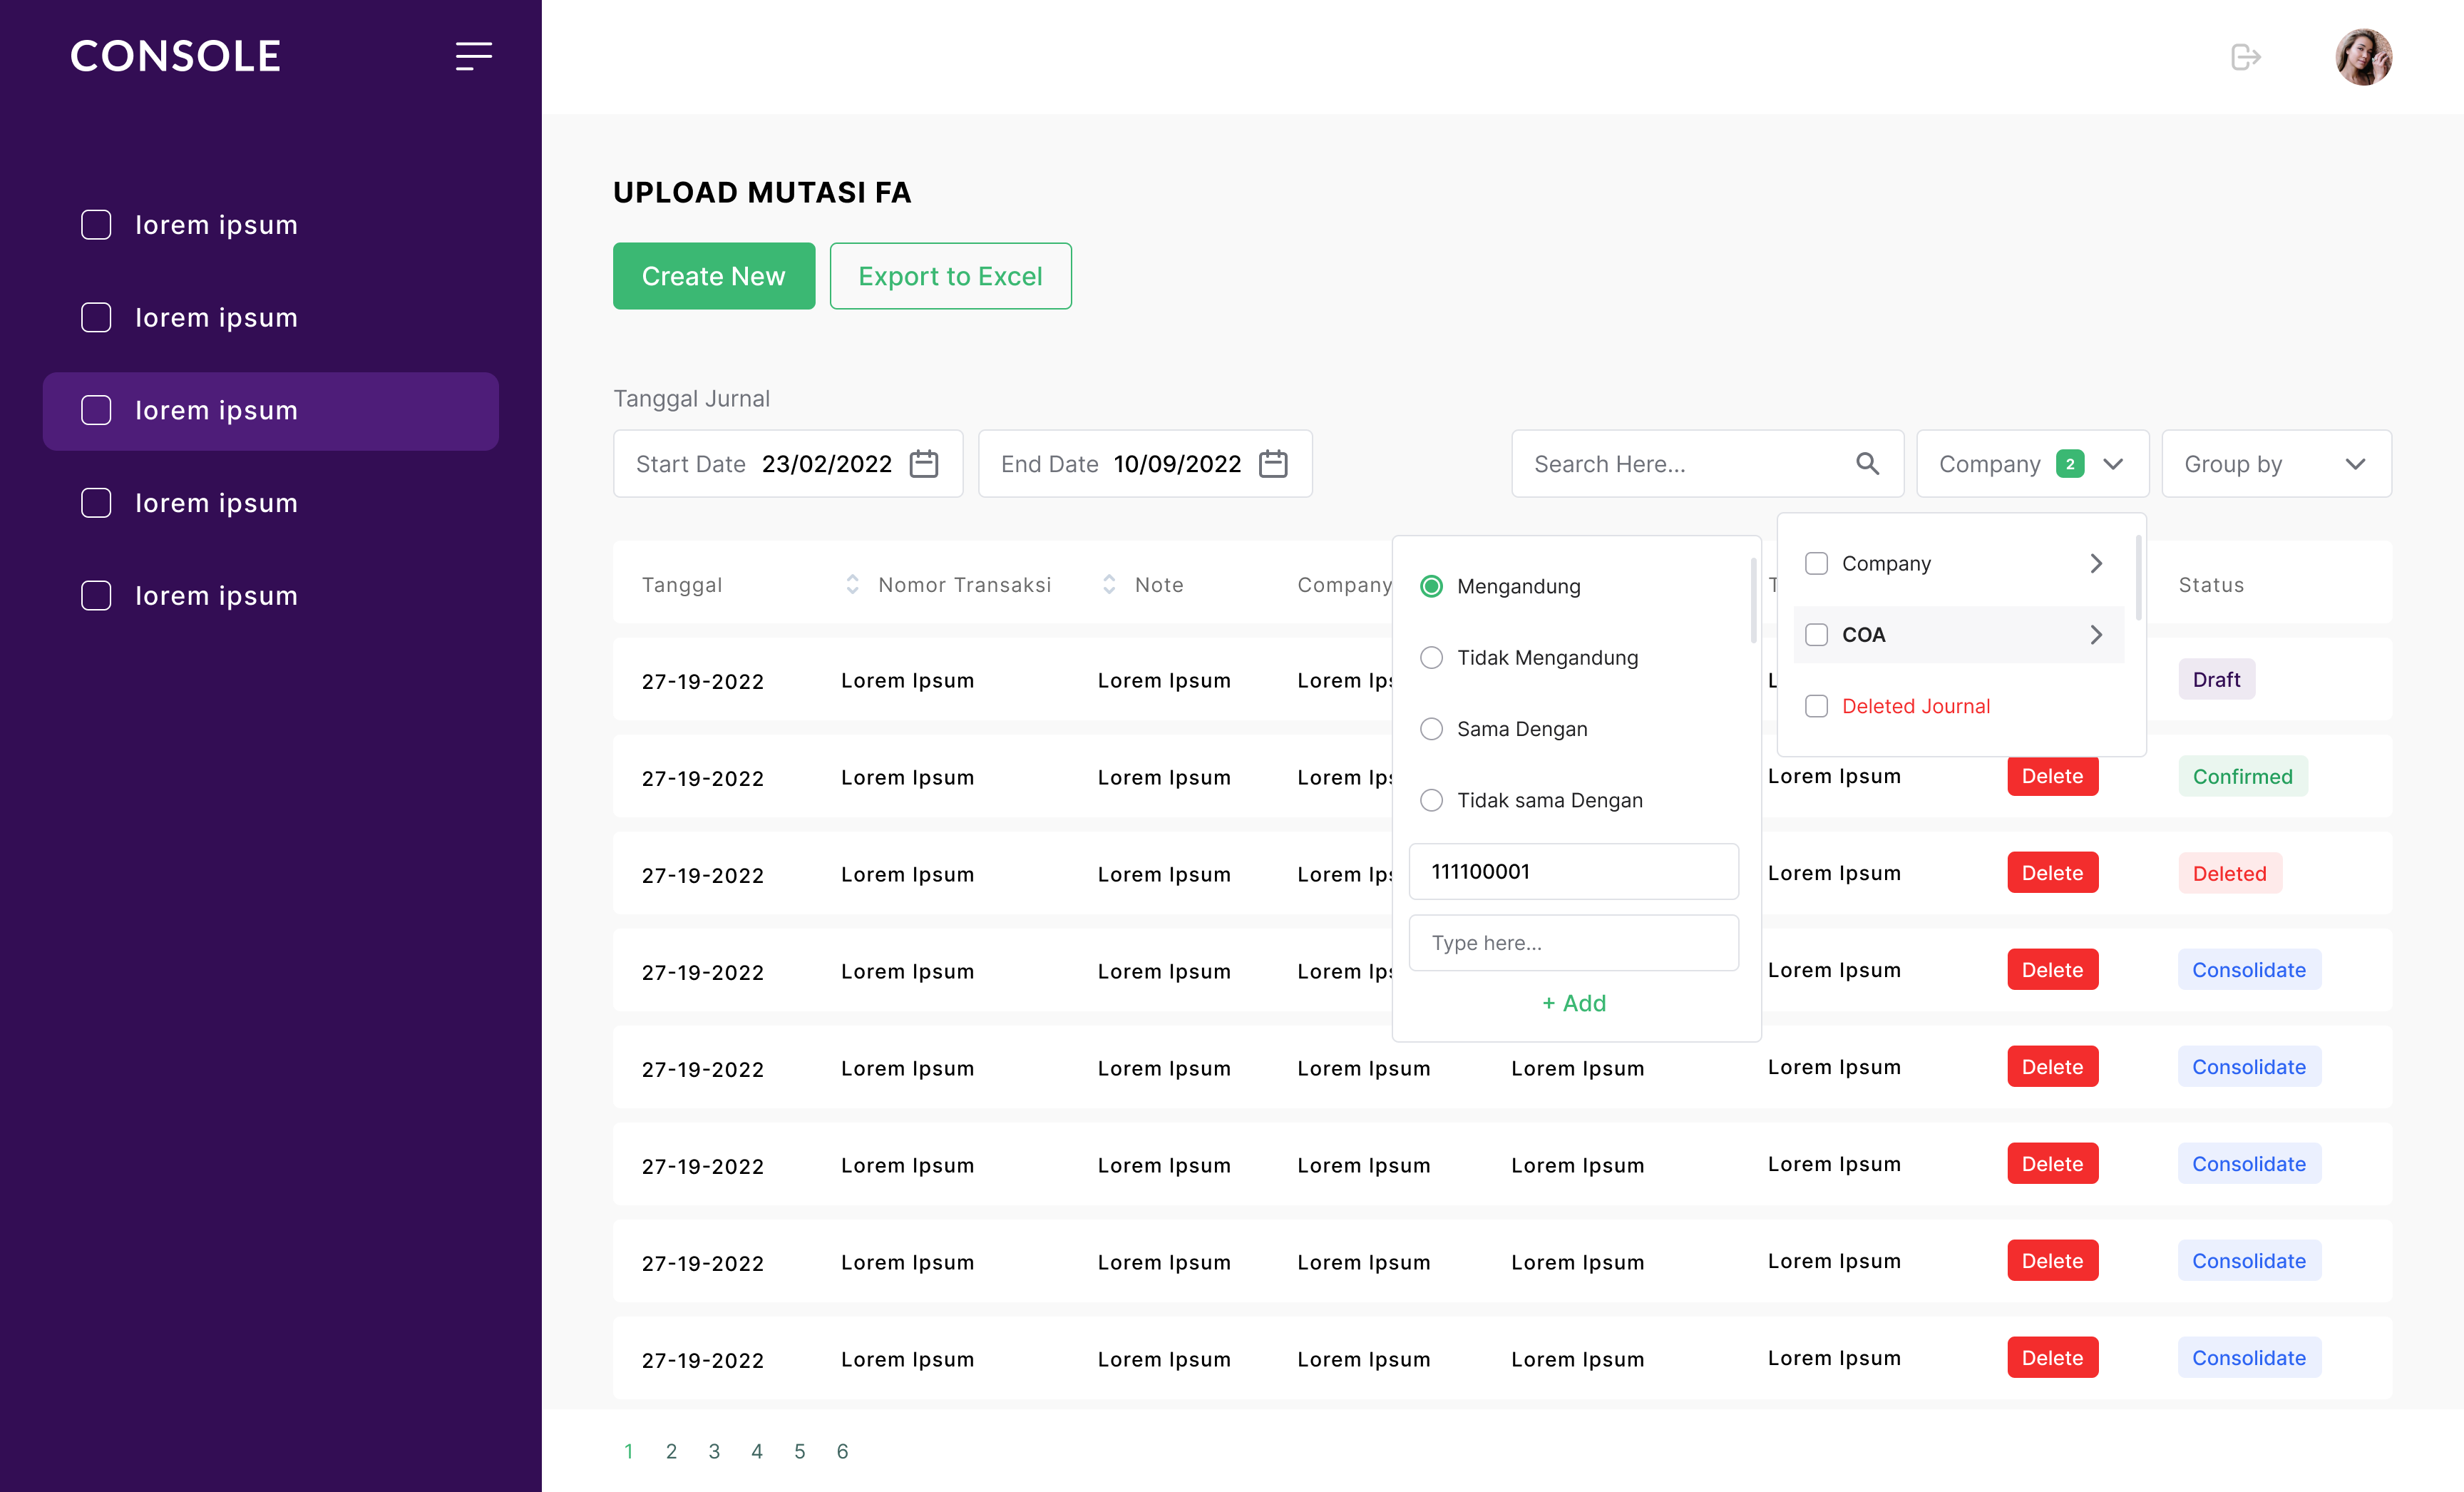 CONSOLE
lorem ipsum
lorem ipsum
lorem ipsum
lorem ipsum
lorem ipsum
UPLOAD MUTASI FA
Create New
Export to Excel
Tanggal Jurnal
Start Date 23/02/2022
End Date 10/09/2022
Search Here...
Company 2
Group by
Company
COA
Deleted Journal
Mengandung
Tidak Mengandung
Sama Dengan
Tidak sama Dengan
111100001
Type here...
+ Add
Tanggal Nomor Transaksi Note Company Status
27-19-2022 Lorem Ipsum Lorem Ipsum Lorem Draft
27-19-2022 Lorem Ipsum Lorem Ipsum Lorem Lorem Ipsum Delete Confirmed
27-19-2022 Lorem Ipsum Lorem Ipsum Lorem Lorem Ipsum Delete Deleted
27-19-2022 Lorem Ipsum Lorem Ipsum Lorem Lorem Ipsum Delete Consolidate
27-19-2022 Lorem Ipsum Lorem Ipsum Lorem Ipsum Lorem Ipsum Lorem Ipsum Delete Consolidate
27-19-2022 Lorem Ipsum Lorem Ipsum Lorem Ipsum Lorem Ipsum Lorem Ipsum Delete Consolidate
27-19-2022 Lorem Ipsum Lorem Ipsum Lorem Ipsum Lorem Ipsum Lorem Ipsum Delete Consolidate
27-19-2022 Lorem Ipsum Lorem Ipsum Lorem Ipsum Lorem Ipsum Lorem Ipsum Delete Consolidate
1 2 3 4 5 6